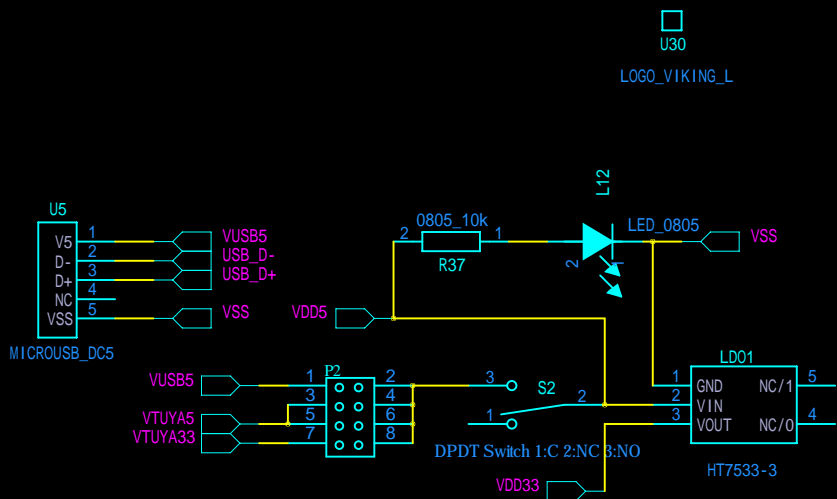 U30
LOGO_VIKING_L
L12
U5
0805_10k
LED_0805
1
V5
VUSB5
2
1
VSS
2
D-
USB_D-
R37
2
1
3
D+
USB_D+
4
NC
5
VSS
VSS
VDD5
MICROUSB_DC5
P2
LDO1
VUSB5
1
2
3
S2
1
GND
NC/1
5
3
4
2
2
VIN
VTUYA5
5
6
1
3
VOUT
NC/0
4
VTUYA33
7
8
DPDT Switch 1:C 2:NC 3:NO
HT7533-3
VDD33